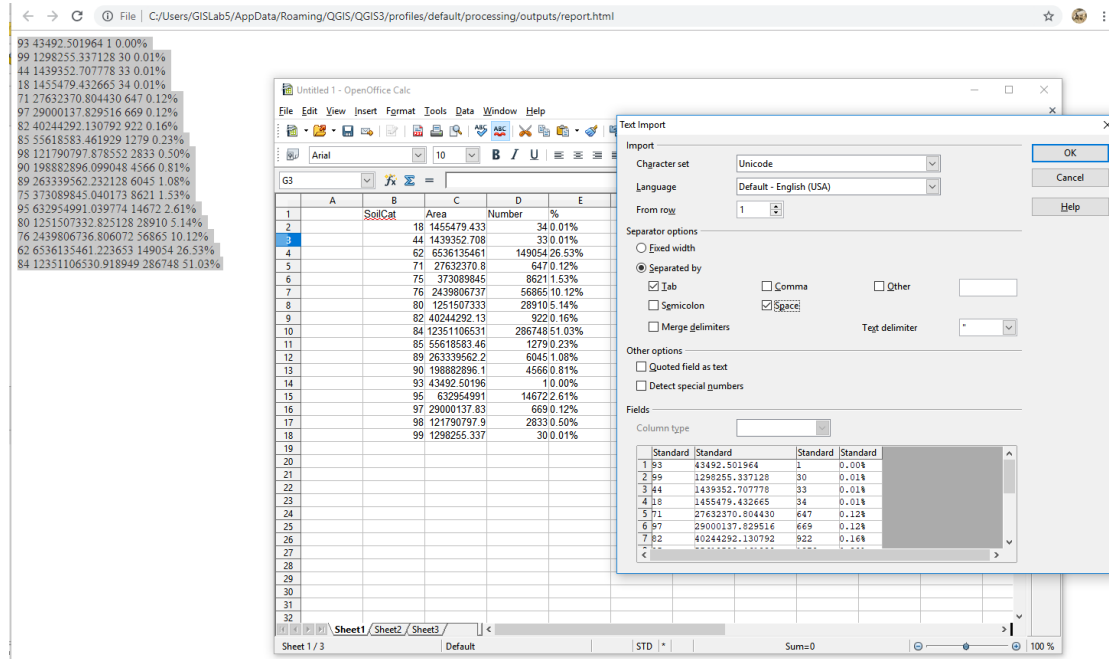 File C:/Users/GISLab5/AppData/Roaming/QGIS/QGIS3/profiles/default/processing/outputs/report.html
93 43492.501964 1 0.00%
99 1298255.337128 30 0.01%
44 1439352.707778 33 0.01%
18 1455479.432665 34 0.01%
71 27632370.804430 647 0.12%
97 29000137.829516 669 0.12%
82 40244292.130792 922 0.16%
85 55618583.461929 1279 0.23%
98 121790797.878552 2833 0.50%
90 198882896.099048 4566 0.81%
89 263339562.232128 6045 1.08%
75 373089845.040173 8621 1.53%
95 632954991.039774 14672 2.61%
80 1251507332.825128 28910 5.14%
76 2439806736.806072 56865 10.12%
62 6536135461.223653 149054 26.53%
84 12351106530.918949 286748 51.03%
Untitled 1 - OpenOffice Calc
File Edit View Insert Format Tools Data Window Help
Arial 10 B I U
G3
A B C D E
1 SoilCat Area Number %
2 18 1455479.433 34 0.01%
3 44 1439352.708 33 0.01%
4 62 6536135461 149054 26.53%
5 71 27632370.8 647 0.12%
6 75 373089845 8621 1.53%
7 76 2439806737 56865 10.12%
8 80 1251507333 28910 5.14%
9 82 40244292.13 922 0.16%
10 84 12351106531 286748 51.03%
11 85 55618583.46 1279 0.23%
12 89 263339562.2 6045 1.08%
13 90 198882896.1 4566 0.81%
14 93 43492.50196 1 0.00%
15 95 632954991 14672 2.61%
16 97 29000137.83 669 0.12%
17 98 121790797.9 2833 0.50%
18 99 1298255.337 30 0.01%
19
20
21
22
23
24
25
26
27
28
29
30
31
32
Sheet1 Sheet2 Sheet3
Sheet 1 / 3 Default STD * Sum=0 100 %
Text Import
Import
Character set Unicode
Language Default - English (USA)
From row 1
Separator options
Fixed width
Separated by
Tab Comma Other
Semicolon Space
Merge delimiters Text delimiter "
Other options
Quoted field as text
Detect special numbers
Fields
Column type
Standard Standard Standard Standard
1 93 43492.501964 1 0.00%
2 99 1298255.337128 30 0.01%
3 44 1439352.707778 33 0.01%
4 18 1455479.432665 34 0.01%
5 71 27632370.804430 647 0.12%
6 97 29000137.829516 669 0.12%
7 82 40244292.130792 922 0.16%
OK
Cancel
Help